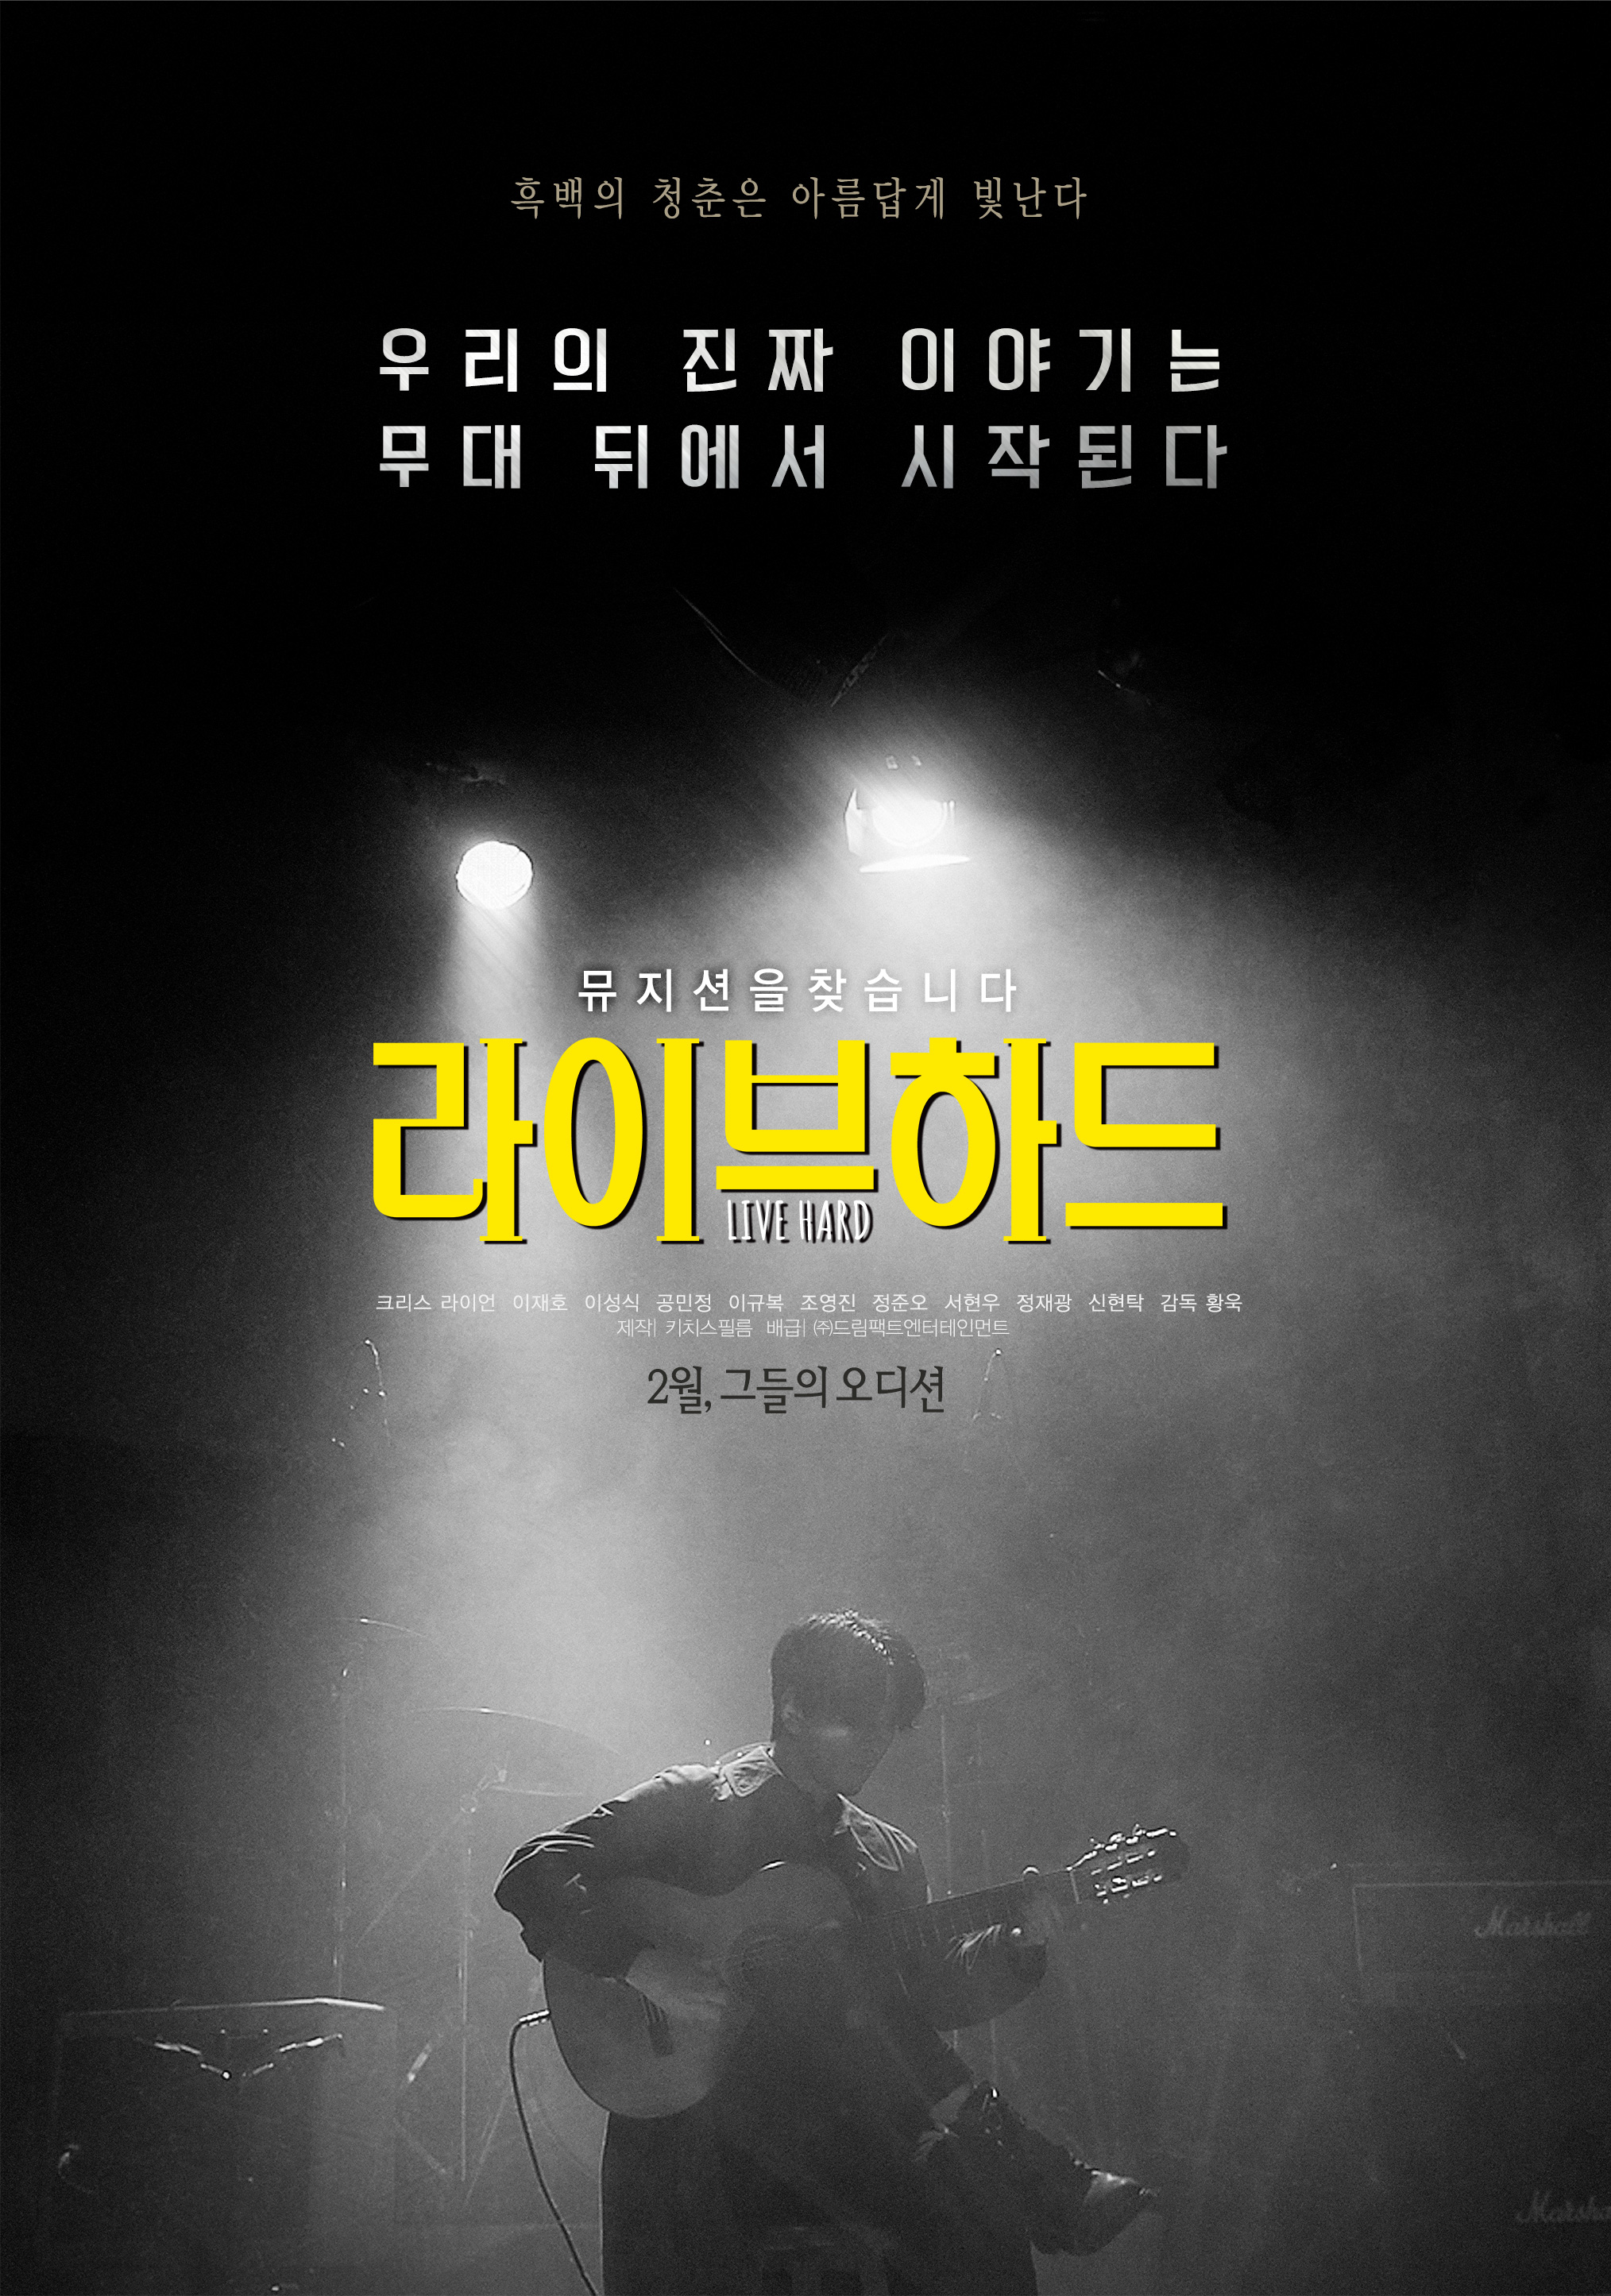 흑백의 청춘은 아름답게 빛난다
우리의 진짜 이야기는
무대 뒤에서 시작된다
뮤지션을 찾습니다
라이브하드
LIVE HARD
크리스 라이언 이재호 이성식 공민정 이규복 조영진 정준오 서현우 정재광 신현탁 감독 황욱
제작| 키치스필름 배급| ㈜드림팩트엔터테인먼트
2월, 그들의 오디션
Marshall
Marsha